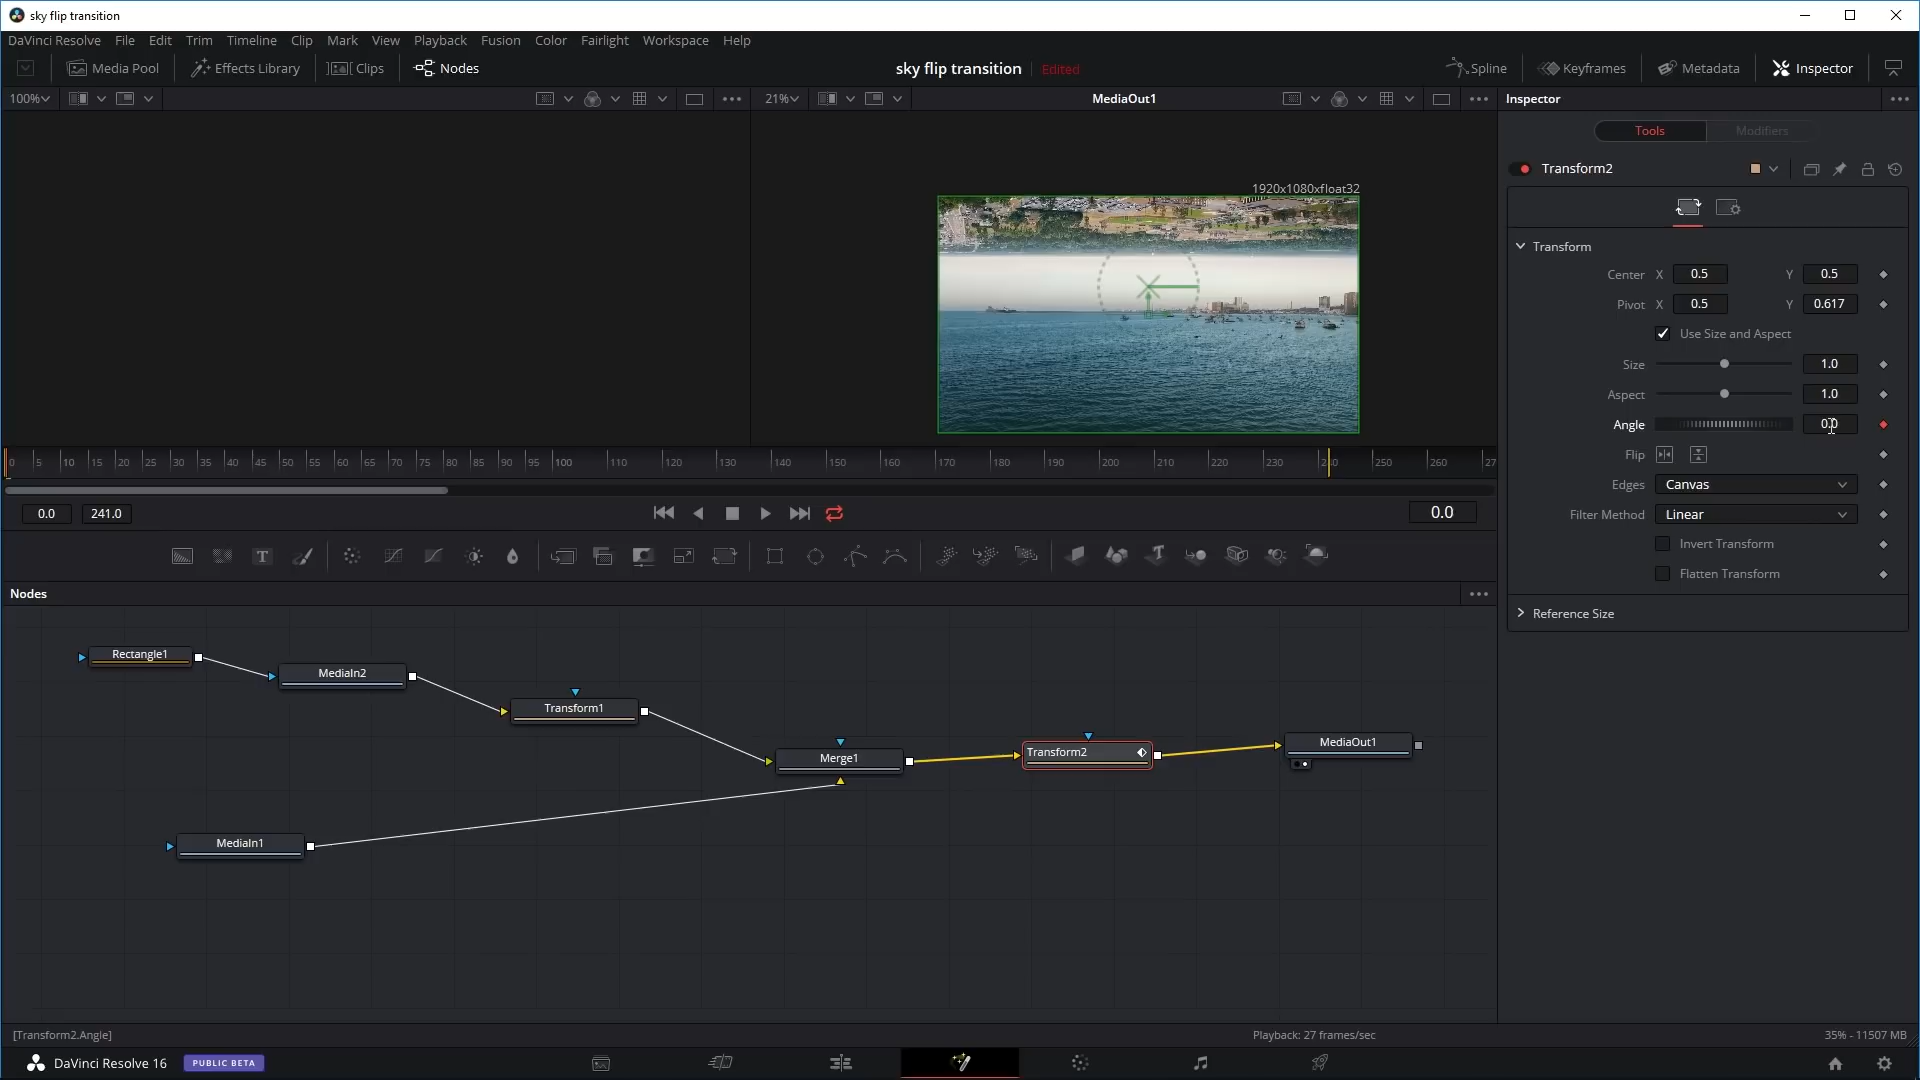 sky flip transition
DaVinci Resolve File Edit Trim Timeline Clip Mark View Playback Fusion Color Fairlight Workspace Help
Media Pool Effects Library Clips Nodes sky flip transition Edited Spline Keyframes Metadata Inspector
100% 21% MediaOut1 Inspector
Tools Modifiers
Transform2
1920x1080xfloat32
Transform
Center X 0.5 Y 0.5
Pivot X 0.5 Y 0.617
Use Size and Aspect
Size 1.0
Aspect 1.0
Angle 0.0
Flip
0 5 10 15 20 25 30 35 40 45 50 55 60 65 70 75 80 85 90 95 100 110 120 130 140 150 160 170 180 190 200 210 220 230 240 250 260 27
Edges Canvas
0.0 241.0 0.0
Filter Method Linear
Invert Transform
Flatten Transform
Nodes
Reference Size
Rectangle1
MediaIn2
Transform1
MediaOut1
Transform2
Merge1
MediaIn1
[Transform2.Angle] Playback: 27 frames/sec 35% - 11507 MB
DaVinci Resolve 16 PUBLIC BETA